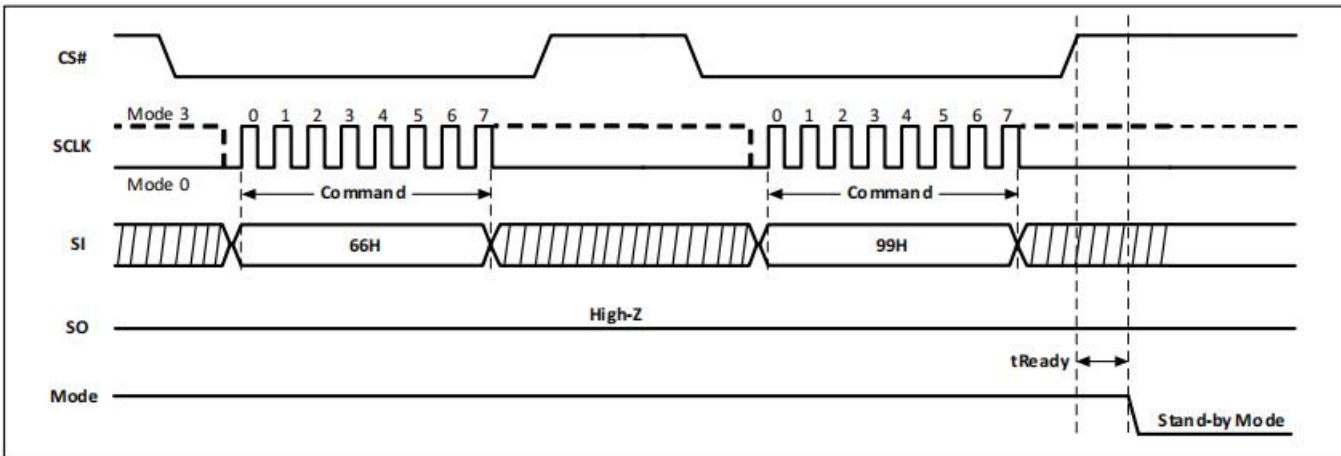 CS#
Mode 3
0 1 2 3 4 5 6 7
0 1 2 3 4 5 6 7
SCLK
Mode 0
Command
Command
SI
66H
99H
High-Z
SO
tReady
Mode
Stand-by Mode